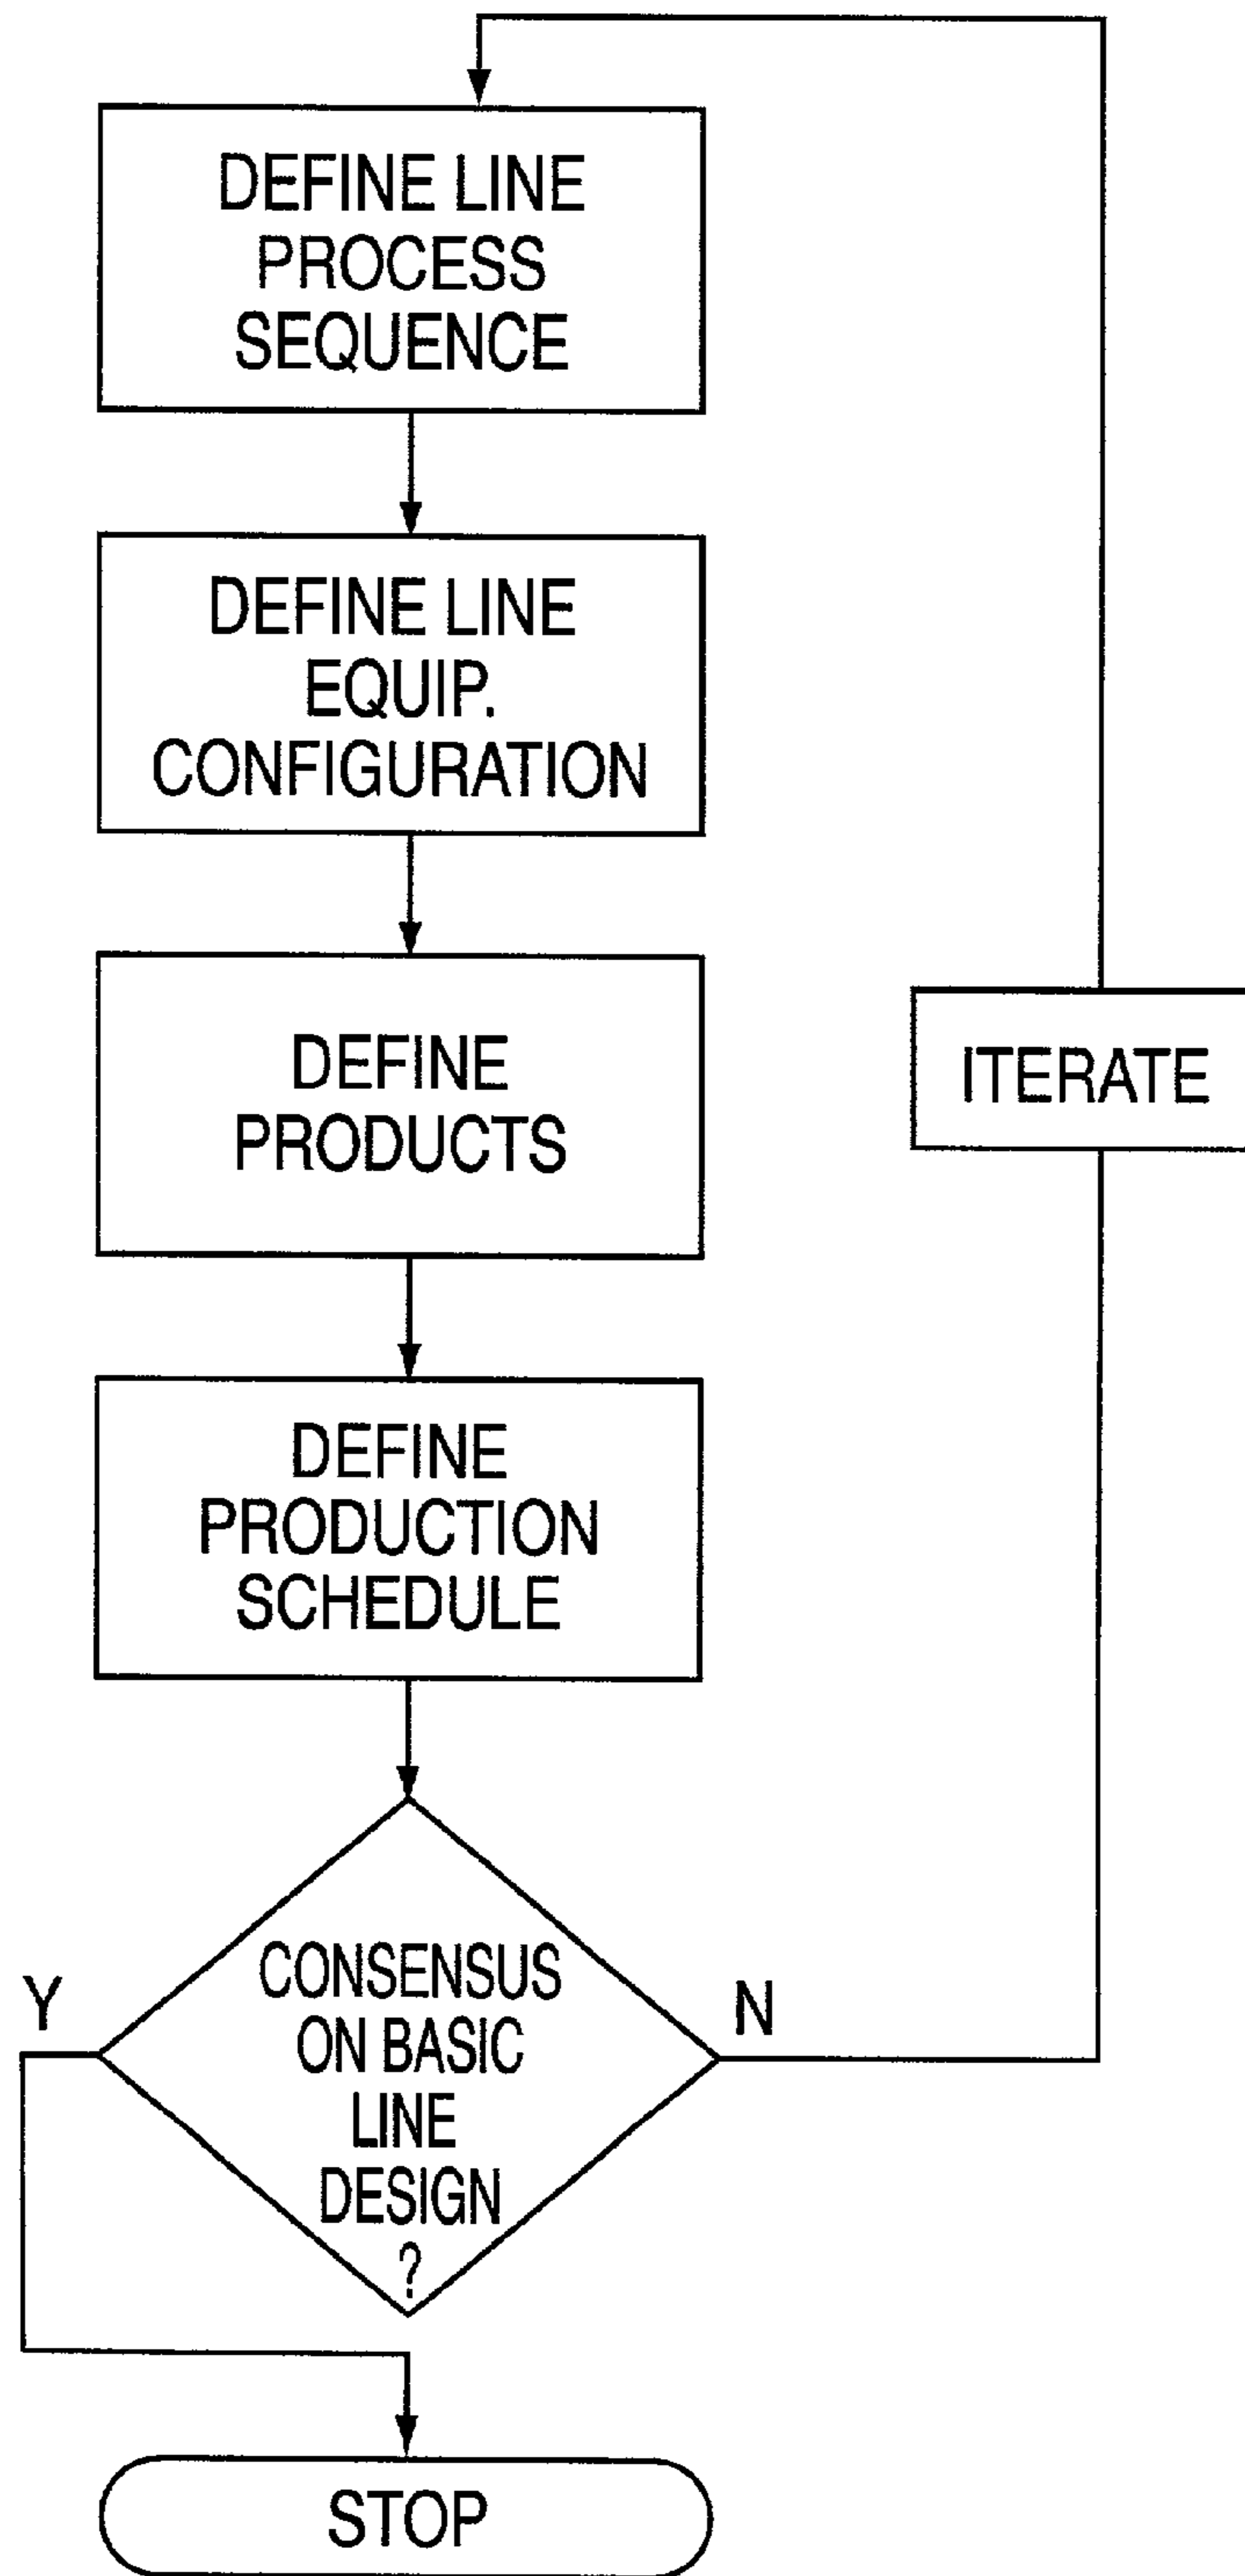 DEFINE LINE
PROCESS
SEQUENCE
DEFINE LINE
EQUIP.
CONFIGURATION
DEFINE
PRODUCTS
ITERATE
DEFINE
PRODUCTION
SCHEDULE
CONSENSUS
ON BASIC
LINE
DESIGN
?
Y
N
STOP